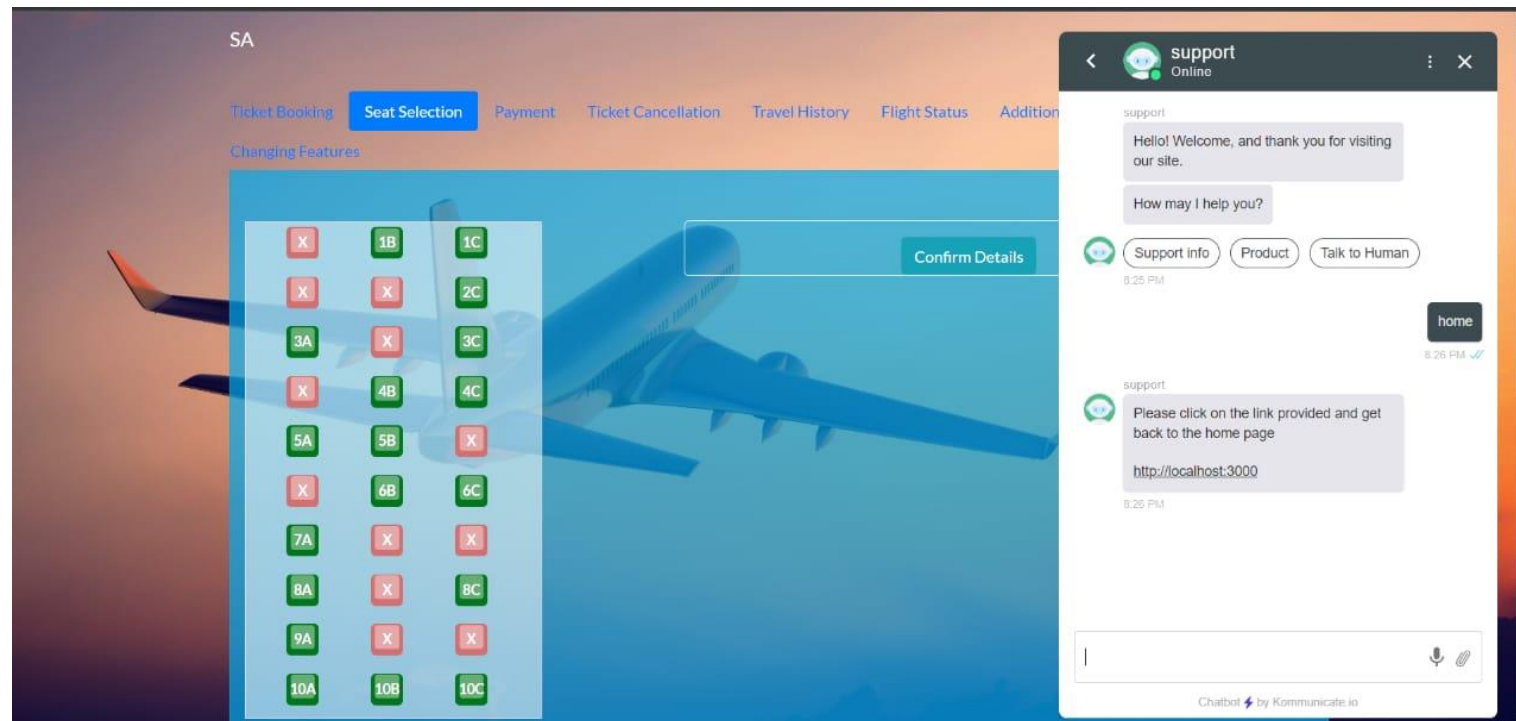 SA
Ticket Booking Seat Selection Payment Ticket Cancellation Travel History Flight Status Addition
Changing Features
X 1B 1C
X X 2C
3A X 3C
X 4B 4C
5A 5B X
X 6B 6C
7A X X
8A X 8C
9A X X
10A 10B 10C
Confirm Details
support
Online
support
Hello! Welcome, and thank you for visiting
our site.
How may I help you?
Support info Product Talk to Human
8:25 PM
home
8:26 PM
support
Please click on the link provided and get
back to the home page
http://localhost:3000
8:26 PM
Chatbot by Kommunicate.io